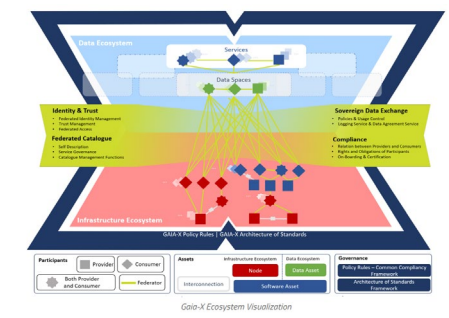 Data Ecosystem
Services
Data Spaces
Identity & Trust
Federated Identity Management
Trust Management
Federated Access
Federated Catalogue
Self Description
Service Governance
Catalogue Management Functions
Sovereign Data Exchange
Policies & Usage Control
Logging Service & Data Agreement Service
Compliance
Relation between Providers and Consumers
Rights and Obligations of Participants
On-Boarding & Certification
Infrastructure Ecosystem
GAIA-X Policy Rules | GAIA-X Architecture of Standards
Participants
Provider
Consumer
Both Provider
and Consumer
Federator
Assets
Infrastructure Ecosystem
Data Ecosystem
Node
Data Asset
Interconnection
Software Asset
Governance
Policy Rules – Common Compliancy
Framework
Architecture of Standards
Framework
Gaia-X Ecosystem Visualization